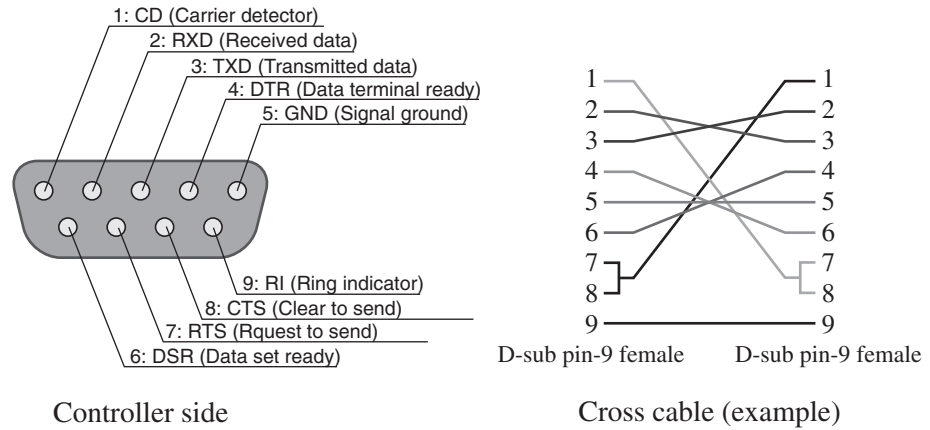 1: CD (Carrier detector)
2: RXD (Received data)
3: TXD (Transmitted data)
4: DTR (Data terminal ready)
5: GND (Signal ground)
9: RI (Ring indicator)
8: CTS (Clear to send)
7: RTS (Rquest to send)
6: DSR (Data set ready)
Controller side
1 1
2 2
3 3
4 4
5 5
6 6
7 7
8 8
9 9
D-sub pin-9 female D-sub pin-9 female
Cross cable (example)